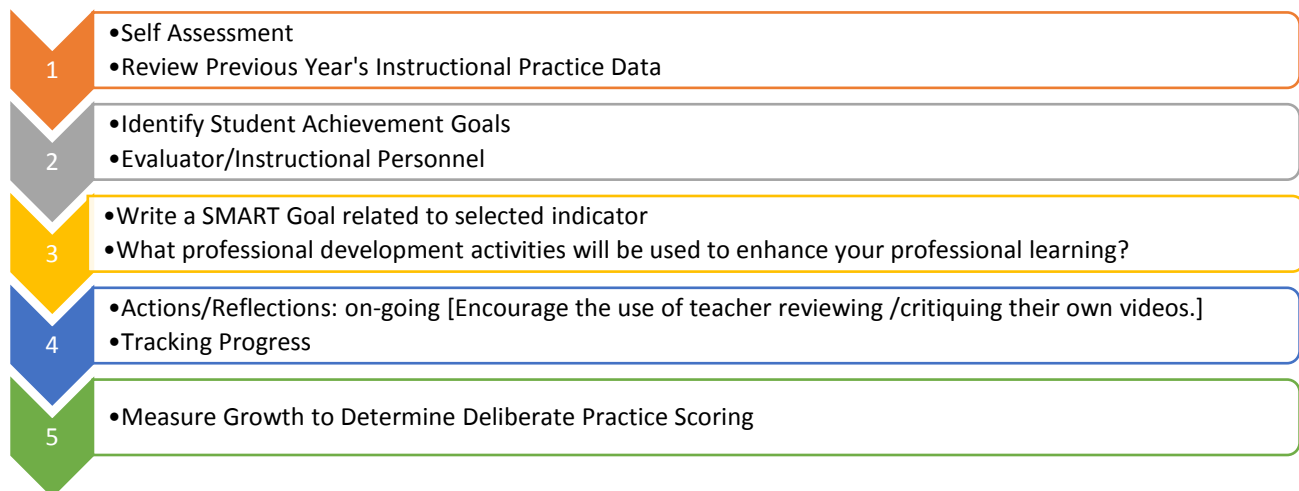 1
•Self Assessment
•Review Previous Year's Instructional Practice Data
2
•Identify Student Achievement Goals
•Evaluator/Instructional Personnel
3
•Write a SMART Goal related to selected indicator
•What professional development activities will be used to enhance your professional learning?
4
•Actions/Reflections: on-going [Encourage the use of teacher reviewing /critiquing their own videos.]
•Tracking Progress
5
•Measure Growth to Determine Deliberate Practice Scoring